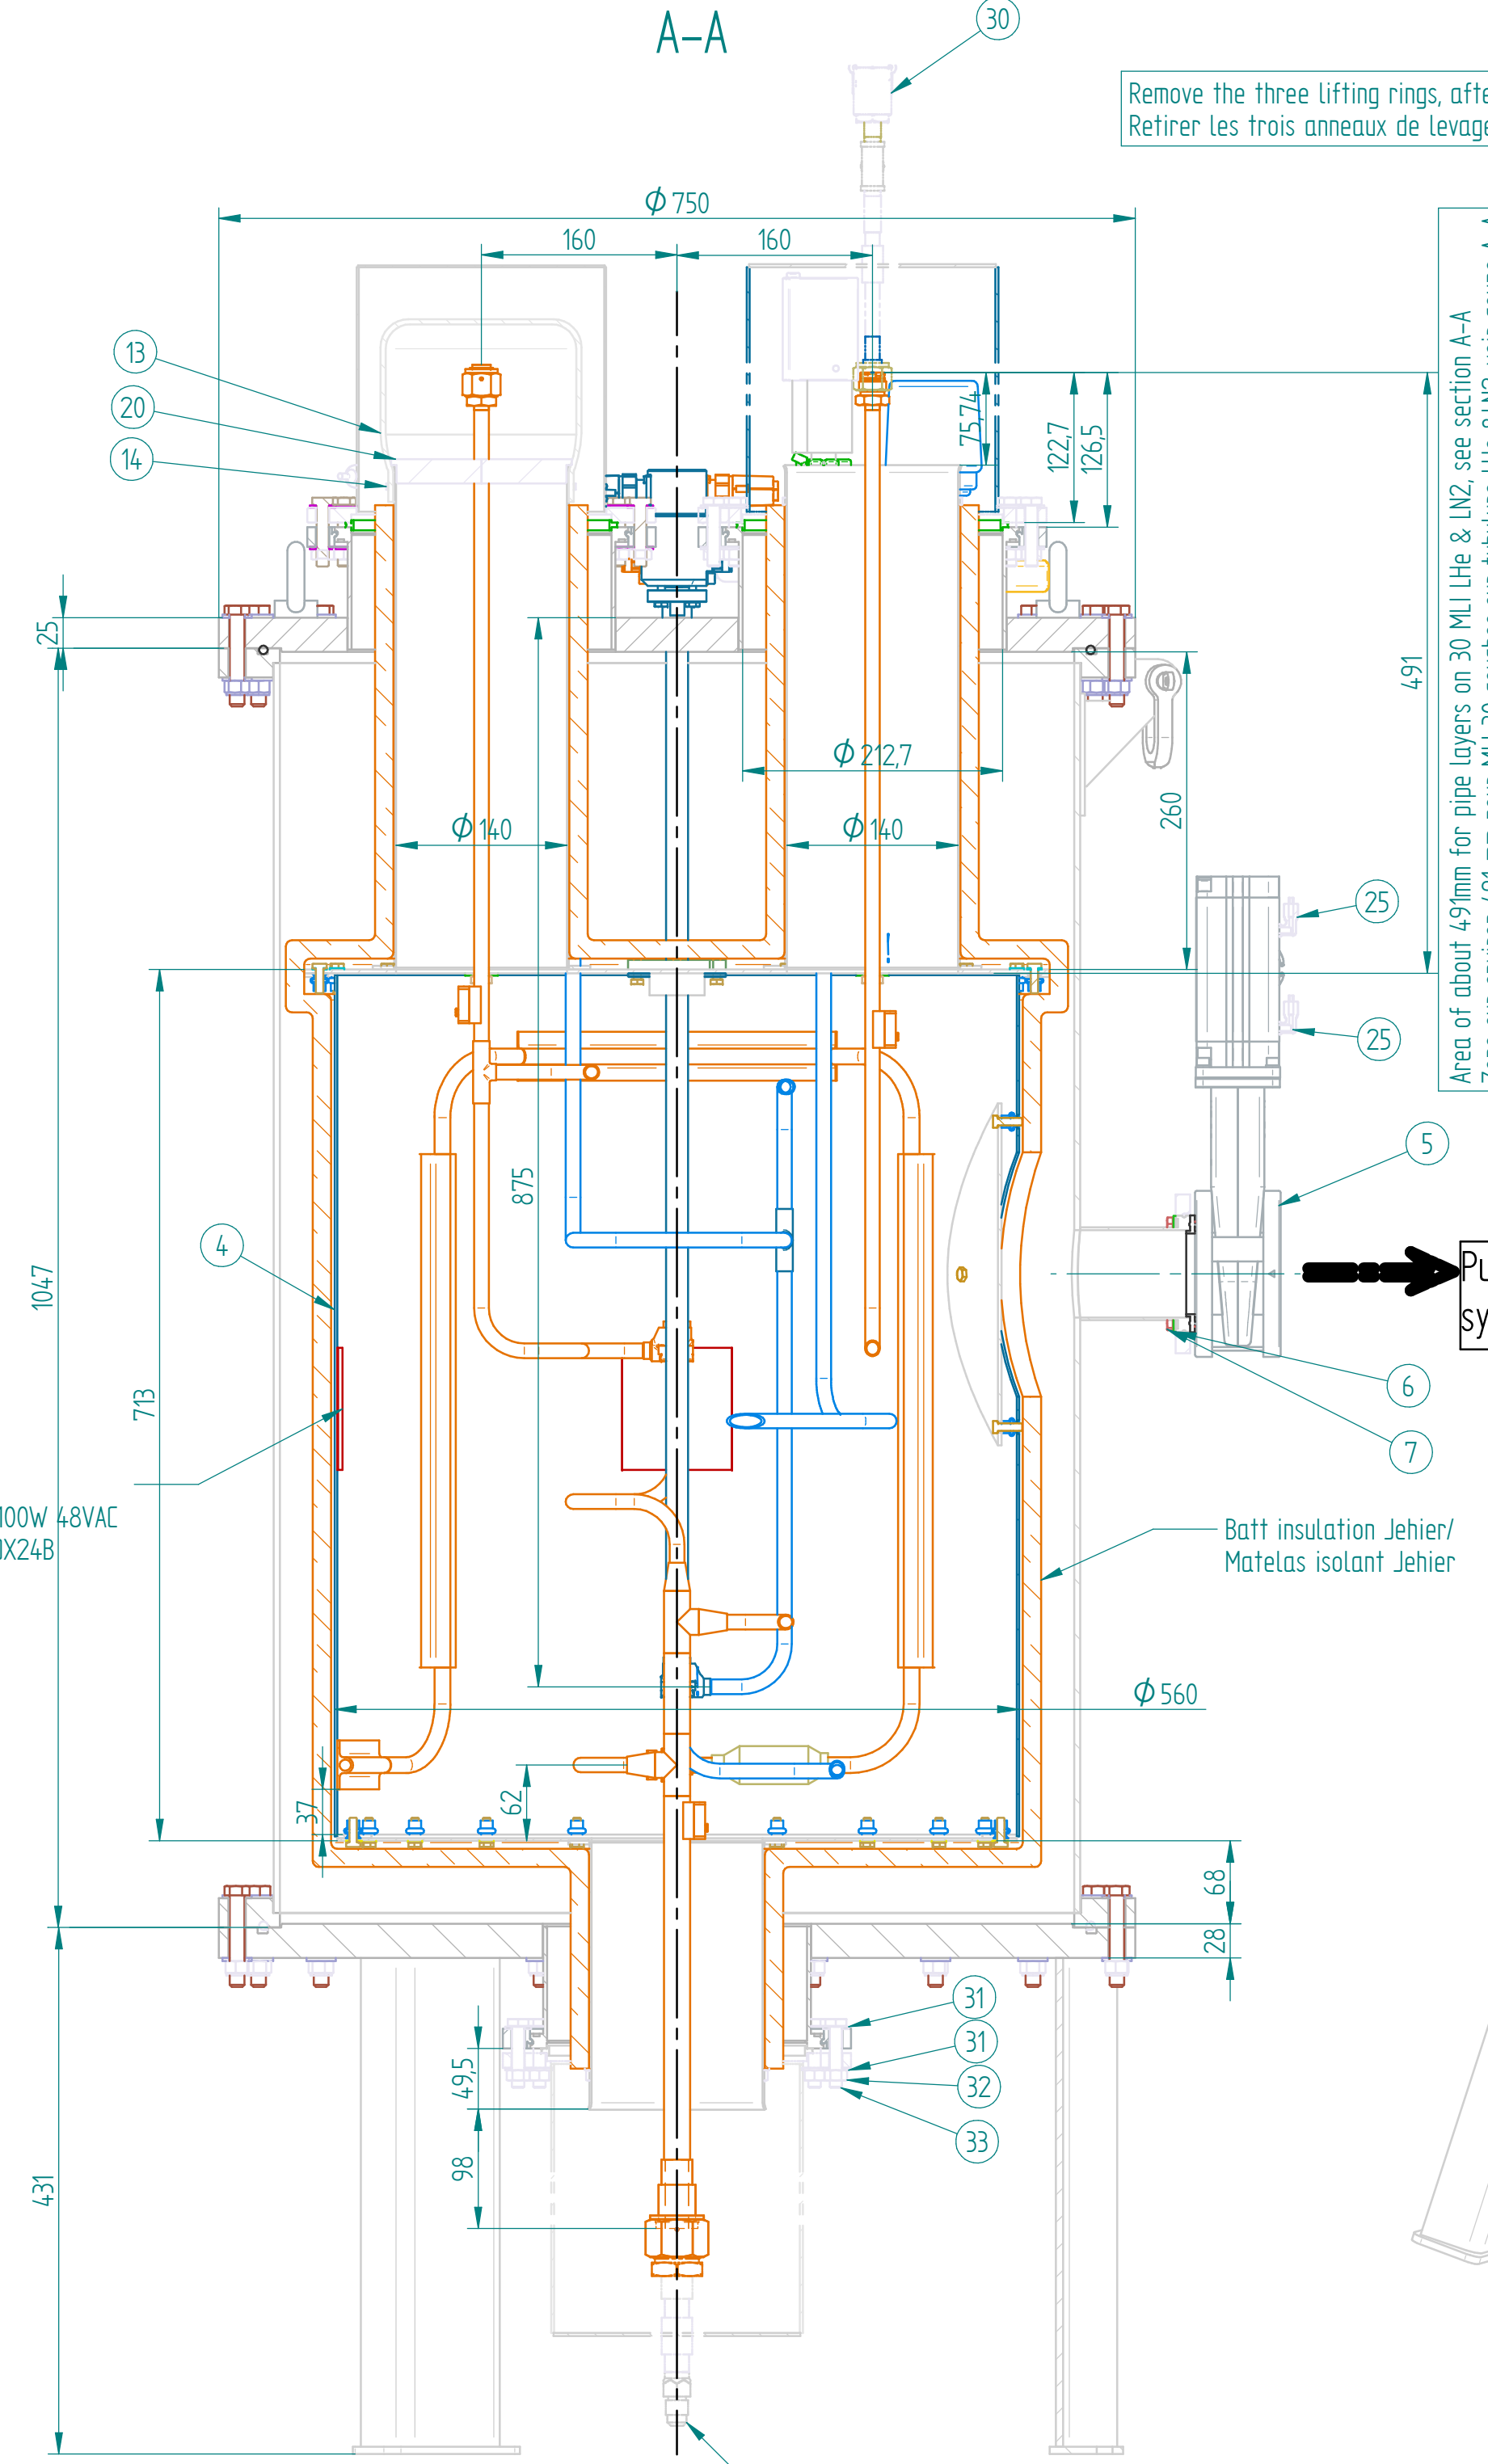 A-A
30
Remove the three lifting rings, afte
Retirer les trois anneaux de levage
ϕ 750
160
160
13
20
14
75,74
122,7
126,5
25
491
Area of about 491mm for pipe layers on 30 MLI LHe & LN2, see section A-A
ϕ 212,7
260
ϕ 140
ϕ 140
25
25
5
875
4
1047
Pu
sy
713
6
7
100W 48VAC
0X24B
Batt insulation Jehier/
Matelas isolant Jehier
ϕ 560
37
62
68
28
31
31
32
33
49,5
98
431